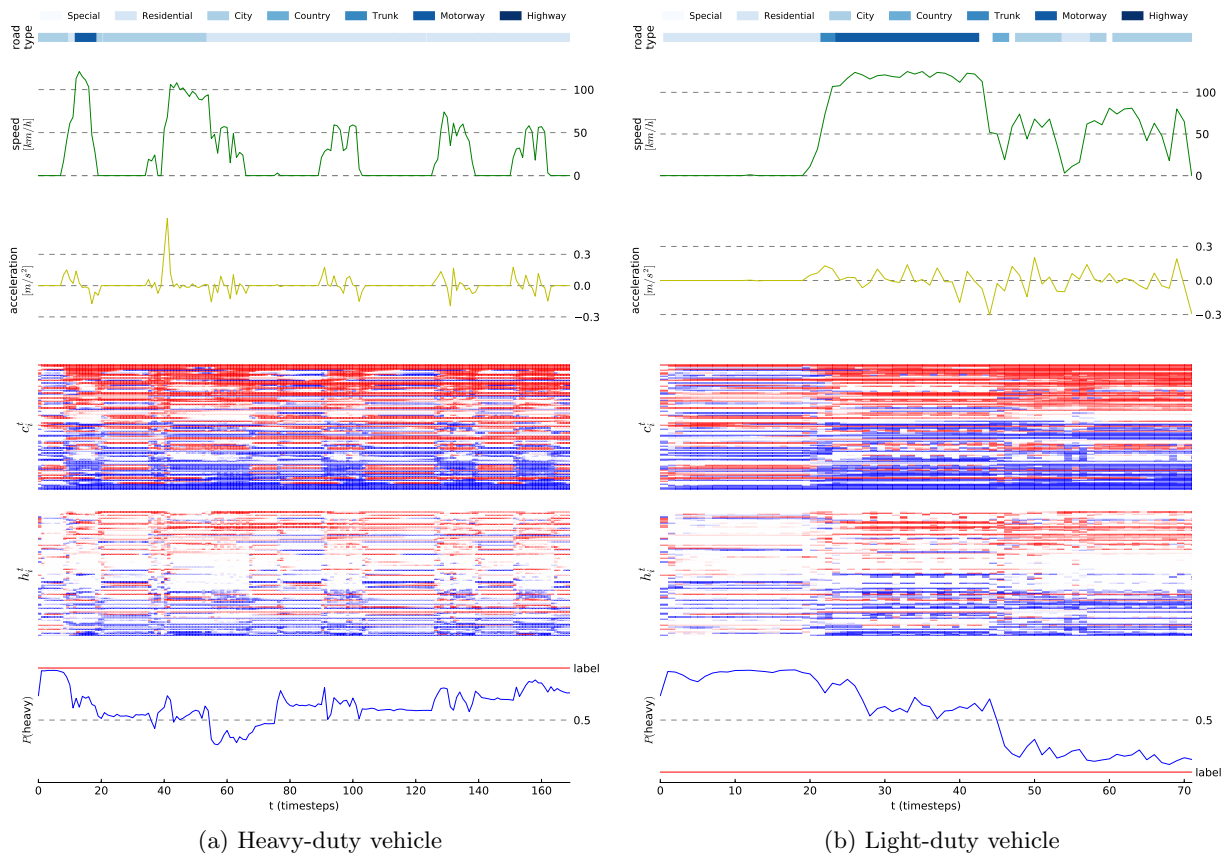 Special Residential City Country Trunk Motorway Highway
road
type
100
50
0
speed
[km/h]
0.3
0.0
−0.3
acceleration
[m/s²]
c_i^t
h_i^t
label
0.5
P(heavy)
0 20 40 60 80 100 120 140 160
t (timesteps)
(a) Heavy-duty vehicle
Special Residential City Country Trunk Motorway Highway
road
type
100
50
0
speed
[km/h]
0.3
0.0
−0.3
acceleration
[m/s²]
c_i^t
h_i^t
0.5
label
P(heavy)
0 10 20 30 40 50 60 70
t (timesteps)
(b) Light-duty vehicle